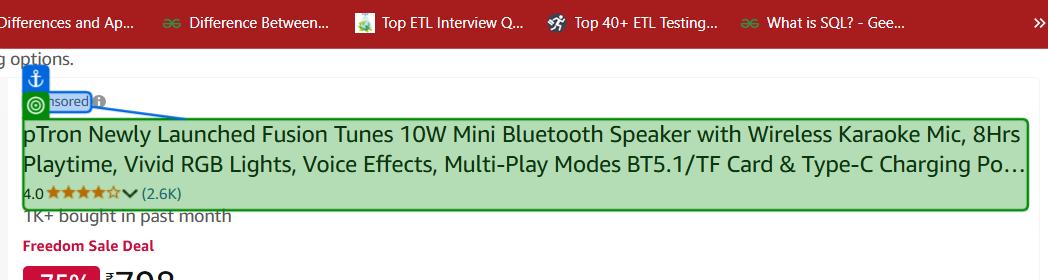 Differences and Ap...
Difference Between...
Top ETL Interview Q...
Top 40+ ETL Testing...
What is SQL? - Gee...
g options.
nsored
pTron Newly Launched Fusion Tunes 10W Mini Bluetooth Speaker with Wireless Karaoke Mic, 8Hrs
Playtime, Vivid RGB Lights, Voice Effects, Multi-Play Modes BT5.1/TF Card & Type-C Charging Po...
4.0 (2.6K)
1K+ bought in past month
Freedom Sale Deal
-75% ₹798